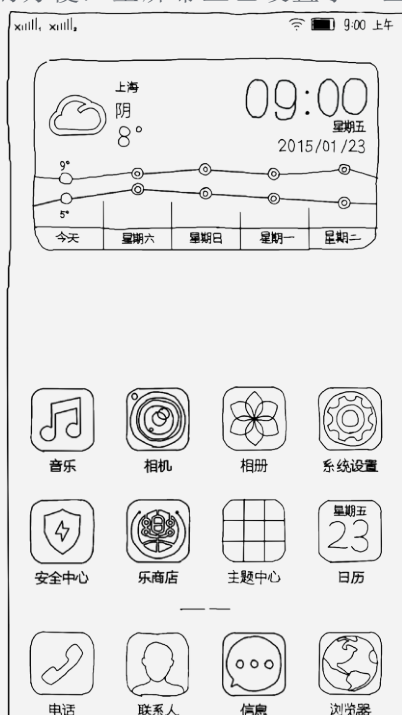 9:00 上午
上海
阴
8°
09:00
星期五
2015/01/23
9°
5°
今天 星期六 星期日 星期一 星期二
音乐 相机 相册 系统设置
星期五
23
安全中心 乐商店 主题中心 日历
电话 联系人 信息 浏览器